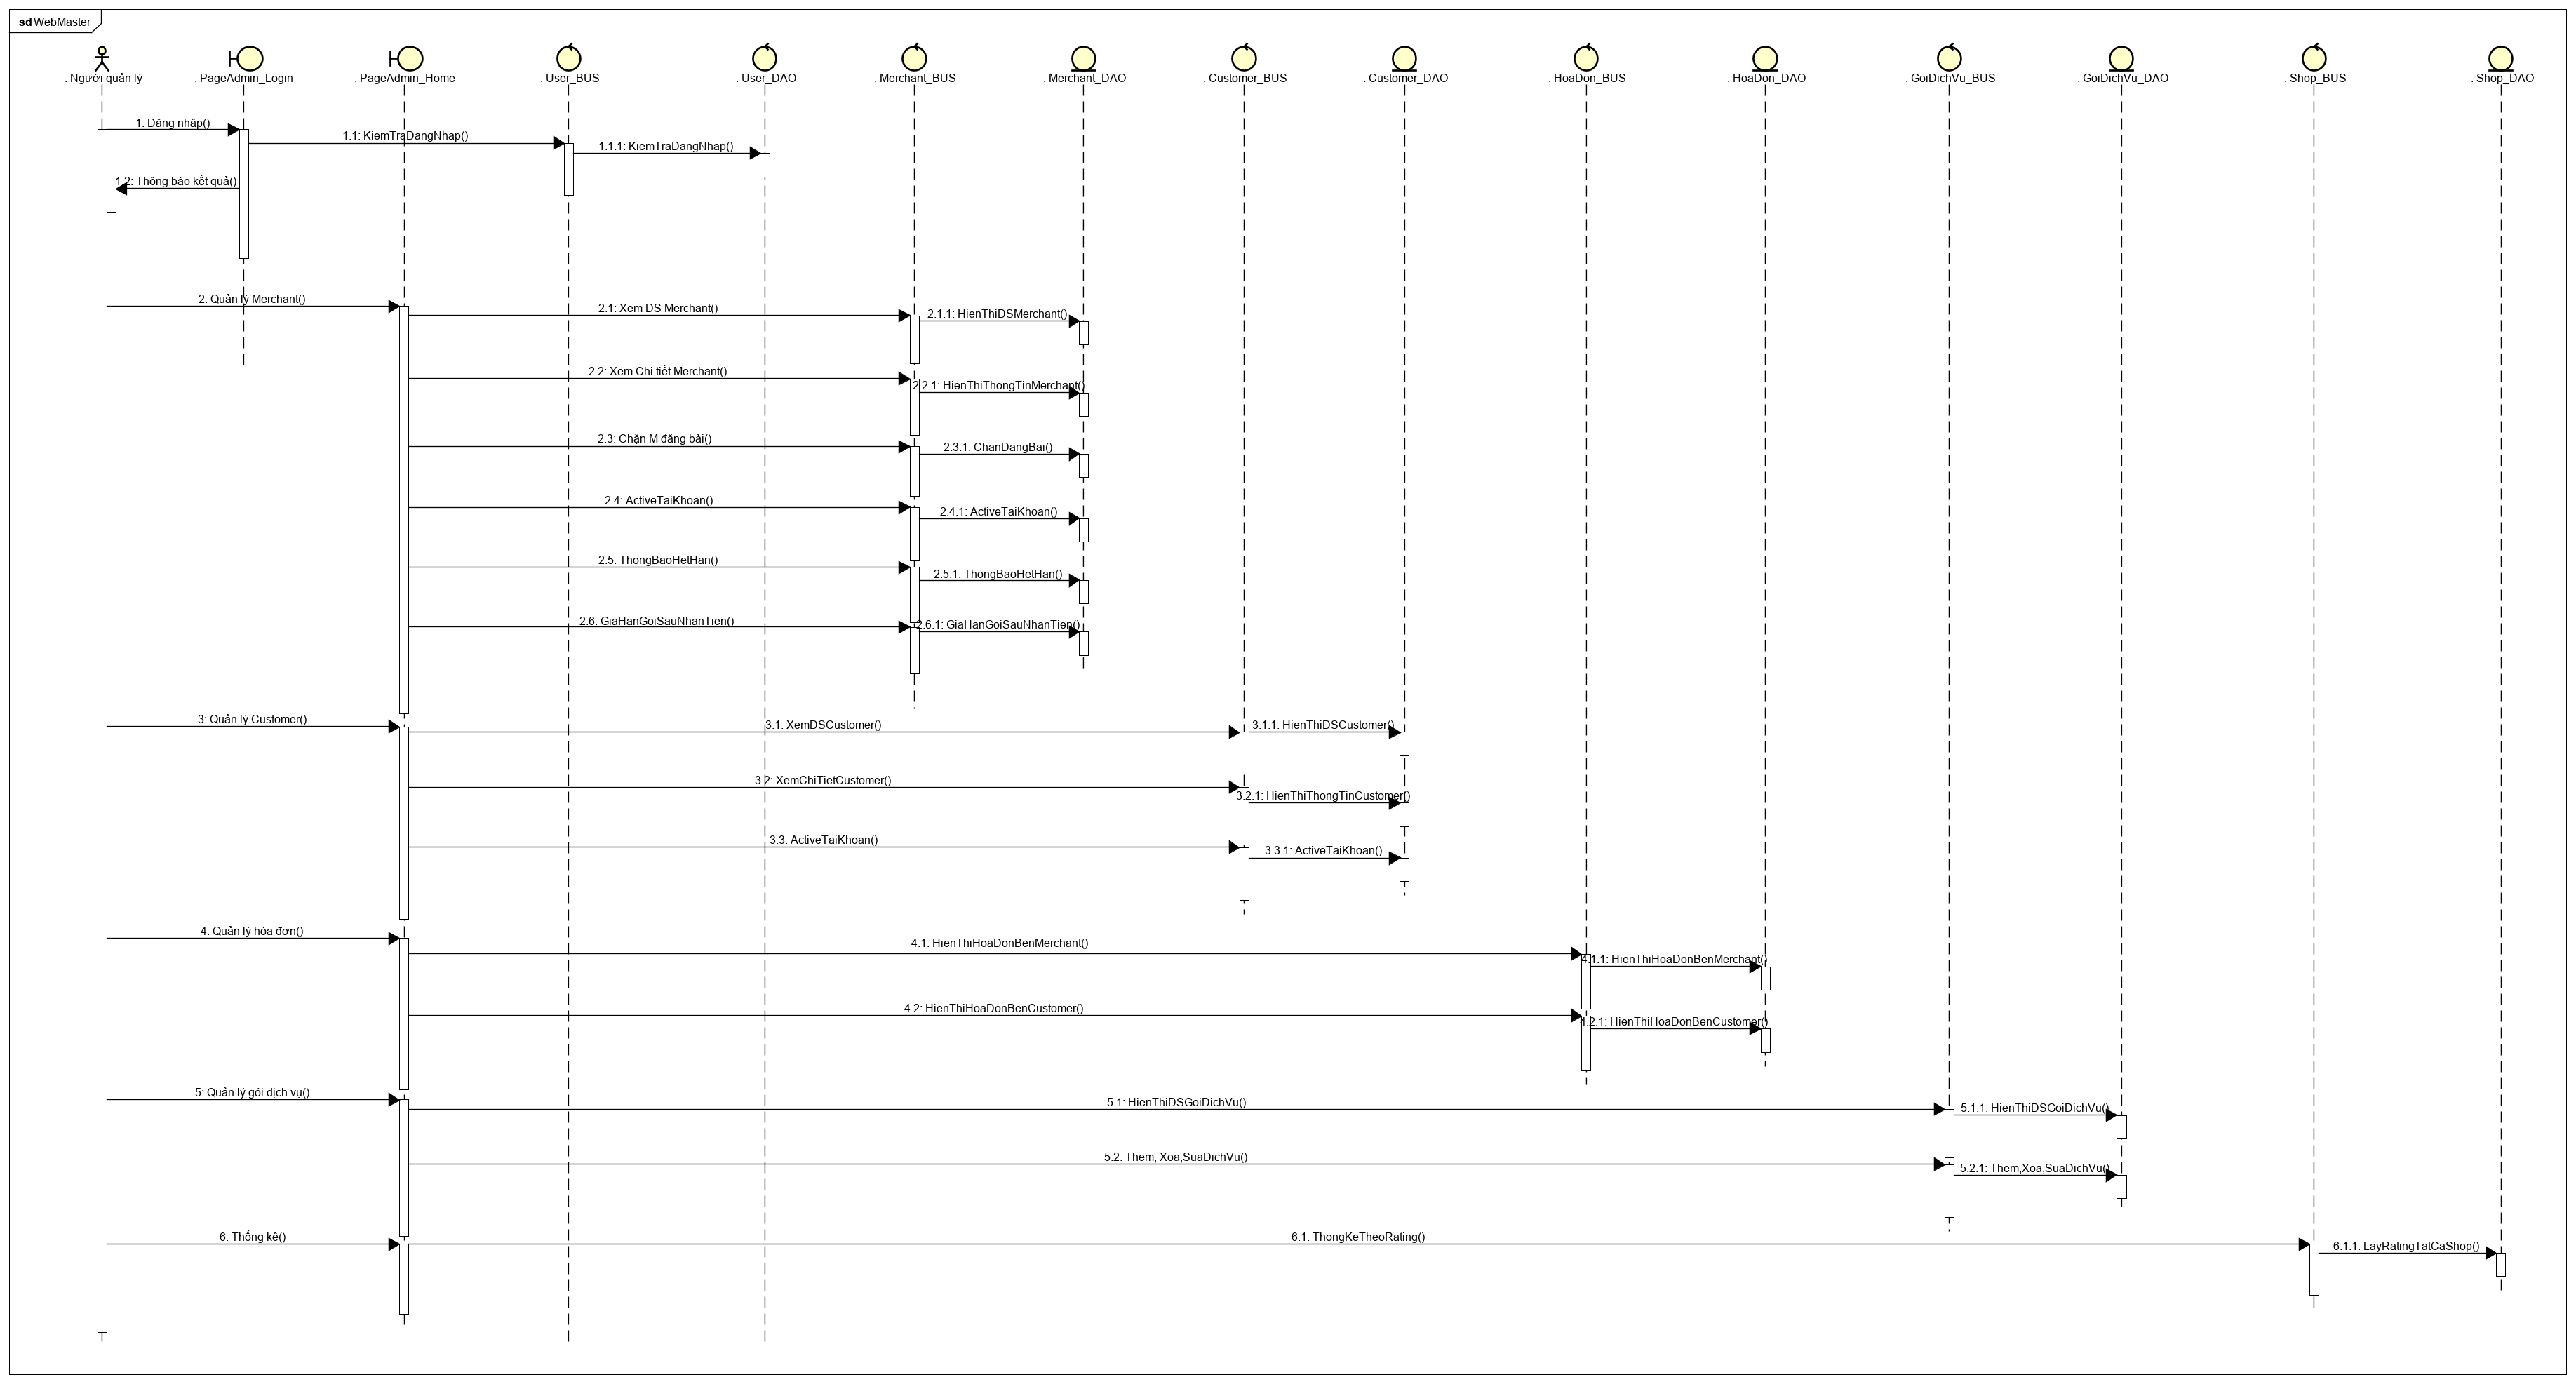 sd WebMaster
: Người quản lý
: PageAdmin_Login
: PageAdmin_Home
: User_BUS
: User_DAO
: Merchant_BUS
: Merchant_DAO
: Customer_BUS
: Customer_DAO
: HoaDon_BUS
: HoaDon_DAO
: GoiDichVu_BUS
: GoiDichVu_DAO
: Shop_BUS
: Shop_DAO
1: Đăng nhập()
1.1: KiemTraDangNhap()
1.1.1: KiemTraDangNhap()
1.2: Thông báo kết quả()
2: Quản lý Merchant()
2.1: Xem DS Merchant()
2.1.1: HienThiDSMerchant()
2.2: Xem Chi tiết Merchant()
2.2.1: HienThiThongTinMerchant()
2.3: Chặn M đăng bài()
2.3.1: ChanDangBai()
2.4: ActiveTaiKhoan()
2.4.1: ActiveTaiKhoan()
2.5: ThongBaoHetHan()
2.5.1: ThongBaoHetHan()
2.6: GiaHanGoiSauNhanTien()
2.6.1: GiaHanGoiSauNhanTien()
3: Quản lý Customer()
3.1: XemDSCustomer()
3.1.1: HienThiDSCustomer()
3.2: XemChiTietCustomer()
3.2.1: HienThiThongTinCustomer()
3.3: ActiveTaiKhoan()
3.3.1: ActiveTaiKhoan()
4: Quản lý hóa đơn()
4.1: HienThiHoaDonBenMerchant()
4.1.1: HienThiHoaDonBenMerchant()
4.2: HienThiHoaDonBenCustomer()
4.2.1: HienThiHoaDonBenCustomer()
5: Quản lý gói dịch vụ()
5.1: HienThiDSGoiDichVu()
5.1.1: HienThiDSGoiDichVu()
5.2: Them, Xoa,SuaDichVu()
5.2.1: Them,Xoa,SuaDichVu()
6: Thống kê()
6.1: ThongKeTheoRating()
6.1.1: LayRatingTatCaShop()